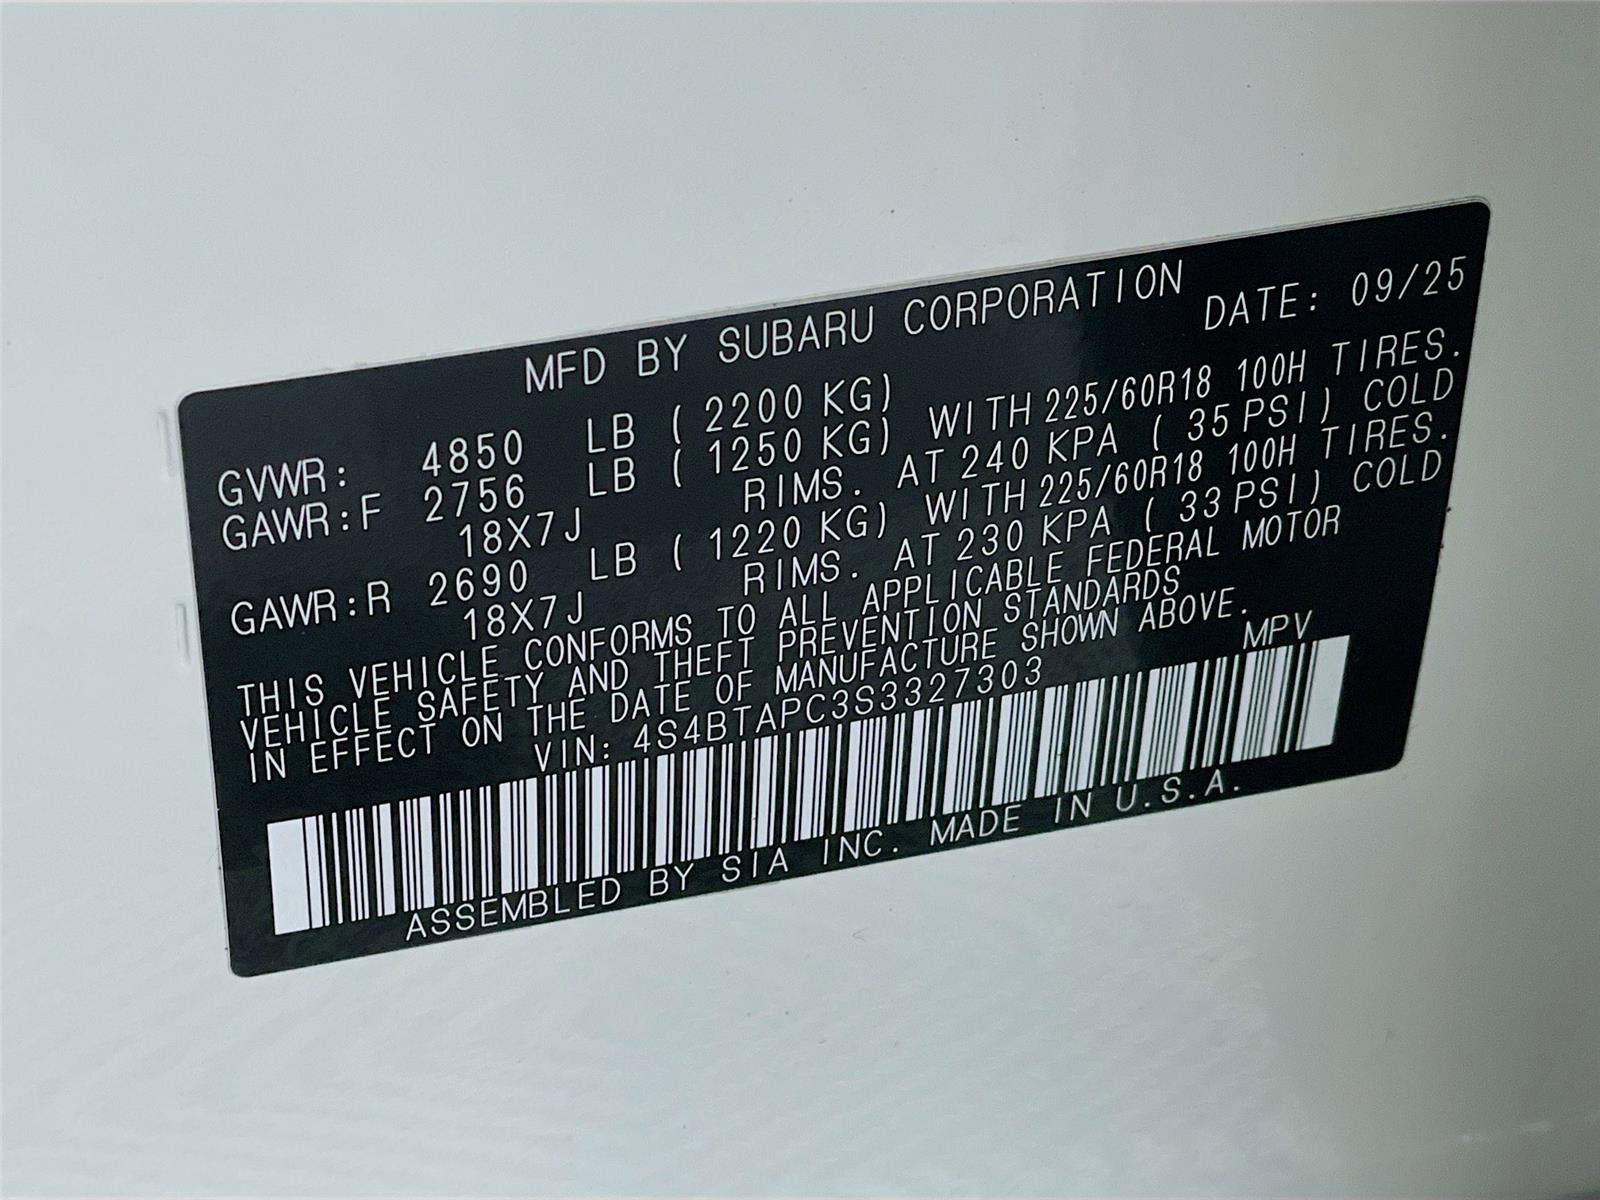 MFD BY SUBARU CORPORATION DATE: 09/25
GVWR: 4850 LB ( 2200 KG)
GAWR:F 2756 LB ( 1250 KG) WITH 225/60R18 100H TIRES.
18X7J RIMS. AT 240 KPA ( 35 PSI) COLD
GAWR:R 2690 LB ( 1220 KG) WITH 225/60R18 100H TIRES.
18X7J RIMS. AT 230 KPA ( 33 PSI) COLD
THIS VEHICLE CONFORMS TO ALL APPLICABLE FEDERAL MOTOR
VEHICLE SAFETY AND THEFT PREVENTION STANDARDS
IN EFFECT ON THE DATE OF MANUFACTURE SHOWN ABOVE.
VIN: 4S4BTAPC3S3327303 MPV
ASSEMBLED BY SIA INC. MADE IN U.S.A.